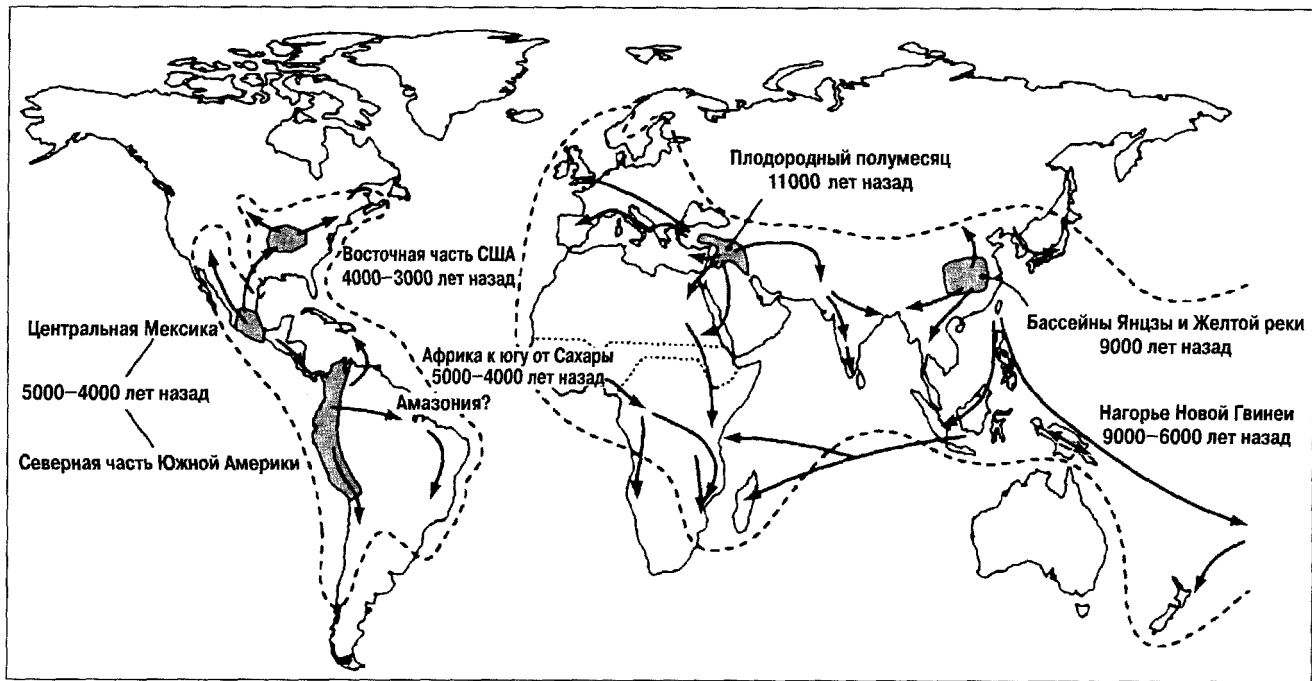 Плодородный полумесяц
11000 лет назад
Восточная часть США
4000–3000 лет назад
Центральная Мексика
5000–4000 лет назад
Северная часть Южной Америки
Африка к югу от Сахары
5000–4000 лет назад
Амазония?
Бассейны Янцзы и Желтой реки
9000 лет назад
Нагорье Новой Гвинеи
9000–6000 лет назад